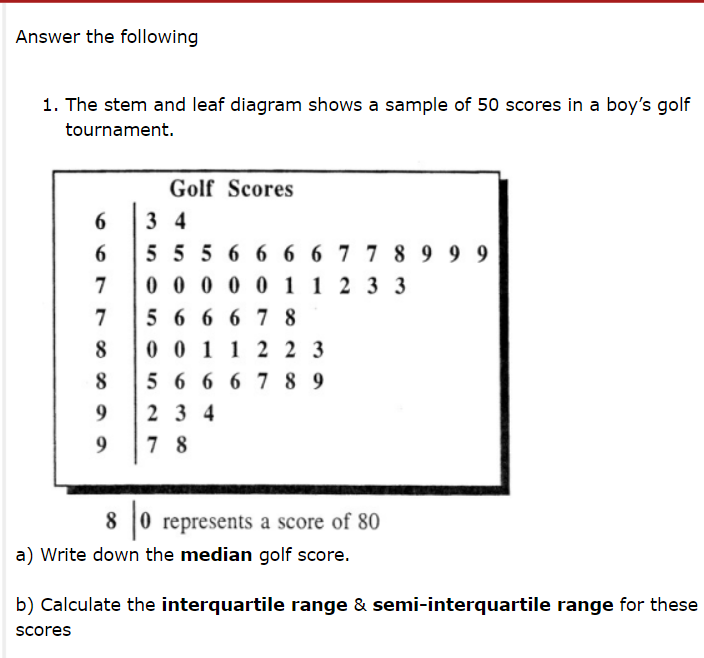 Answer the following
1. The stem and leaf diagram shows a sample of 50 scores in a boy's golf
tournament.
Golf Scores
6 3 4
6 5 5 5 6 6 6 6 7 7 8 9 9 9
7 0 0 0 0 0 1 1 2 3 3
7 5 6 6 6 7 8
8 0 0 1 1 2 2 3
8 5 6 6 6 7 8 9
9 2 3 4
9 7 8
8 | 0 represents a score of 80
a) Write down the median golf score.
b) Calculate the interquartile range & semi-interquartile range for these
scores